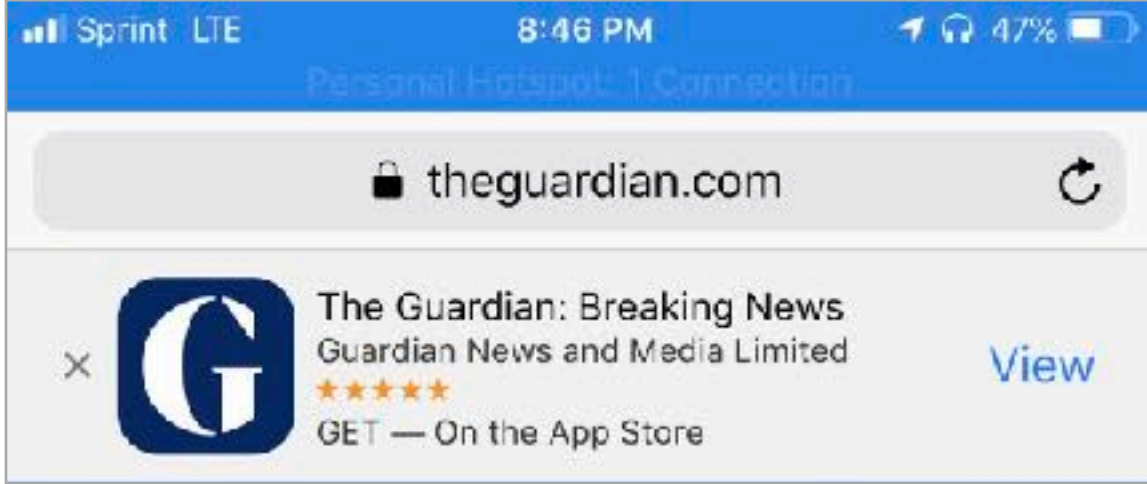 Sprint LTE 8:46 PM 47%
Personal Hotspot: 1 Connection
theguardian.com
G
The Guardian: Breaking News
Guardian News and Media Limited
View
GET — On the App Store